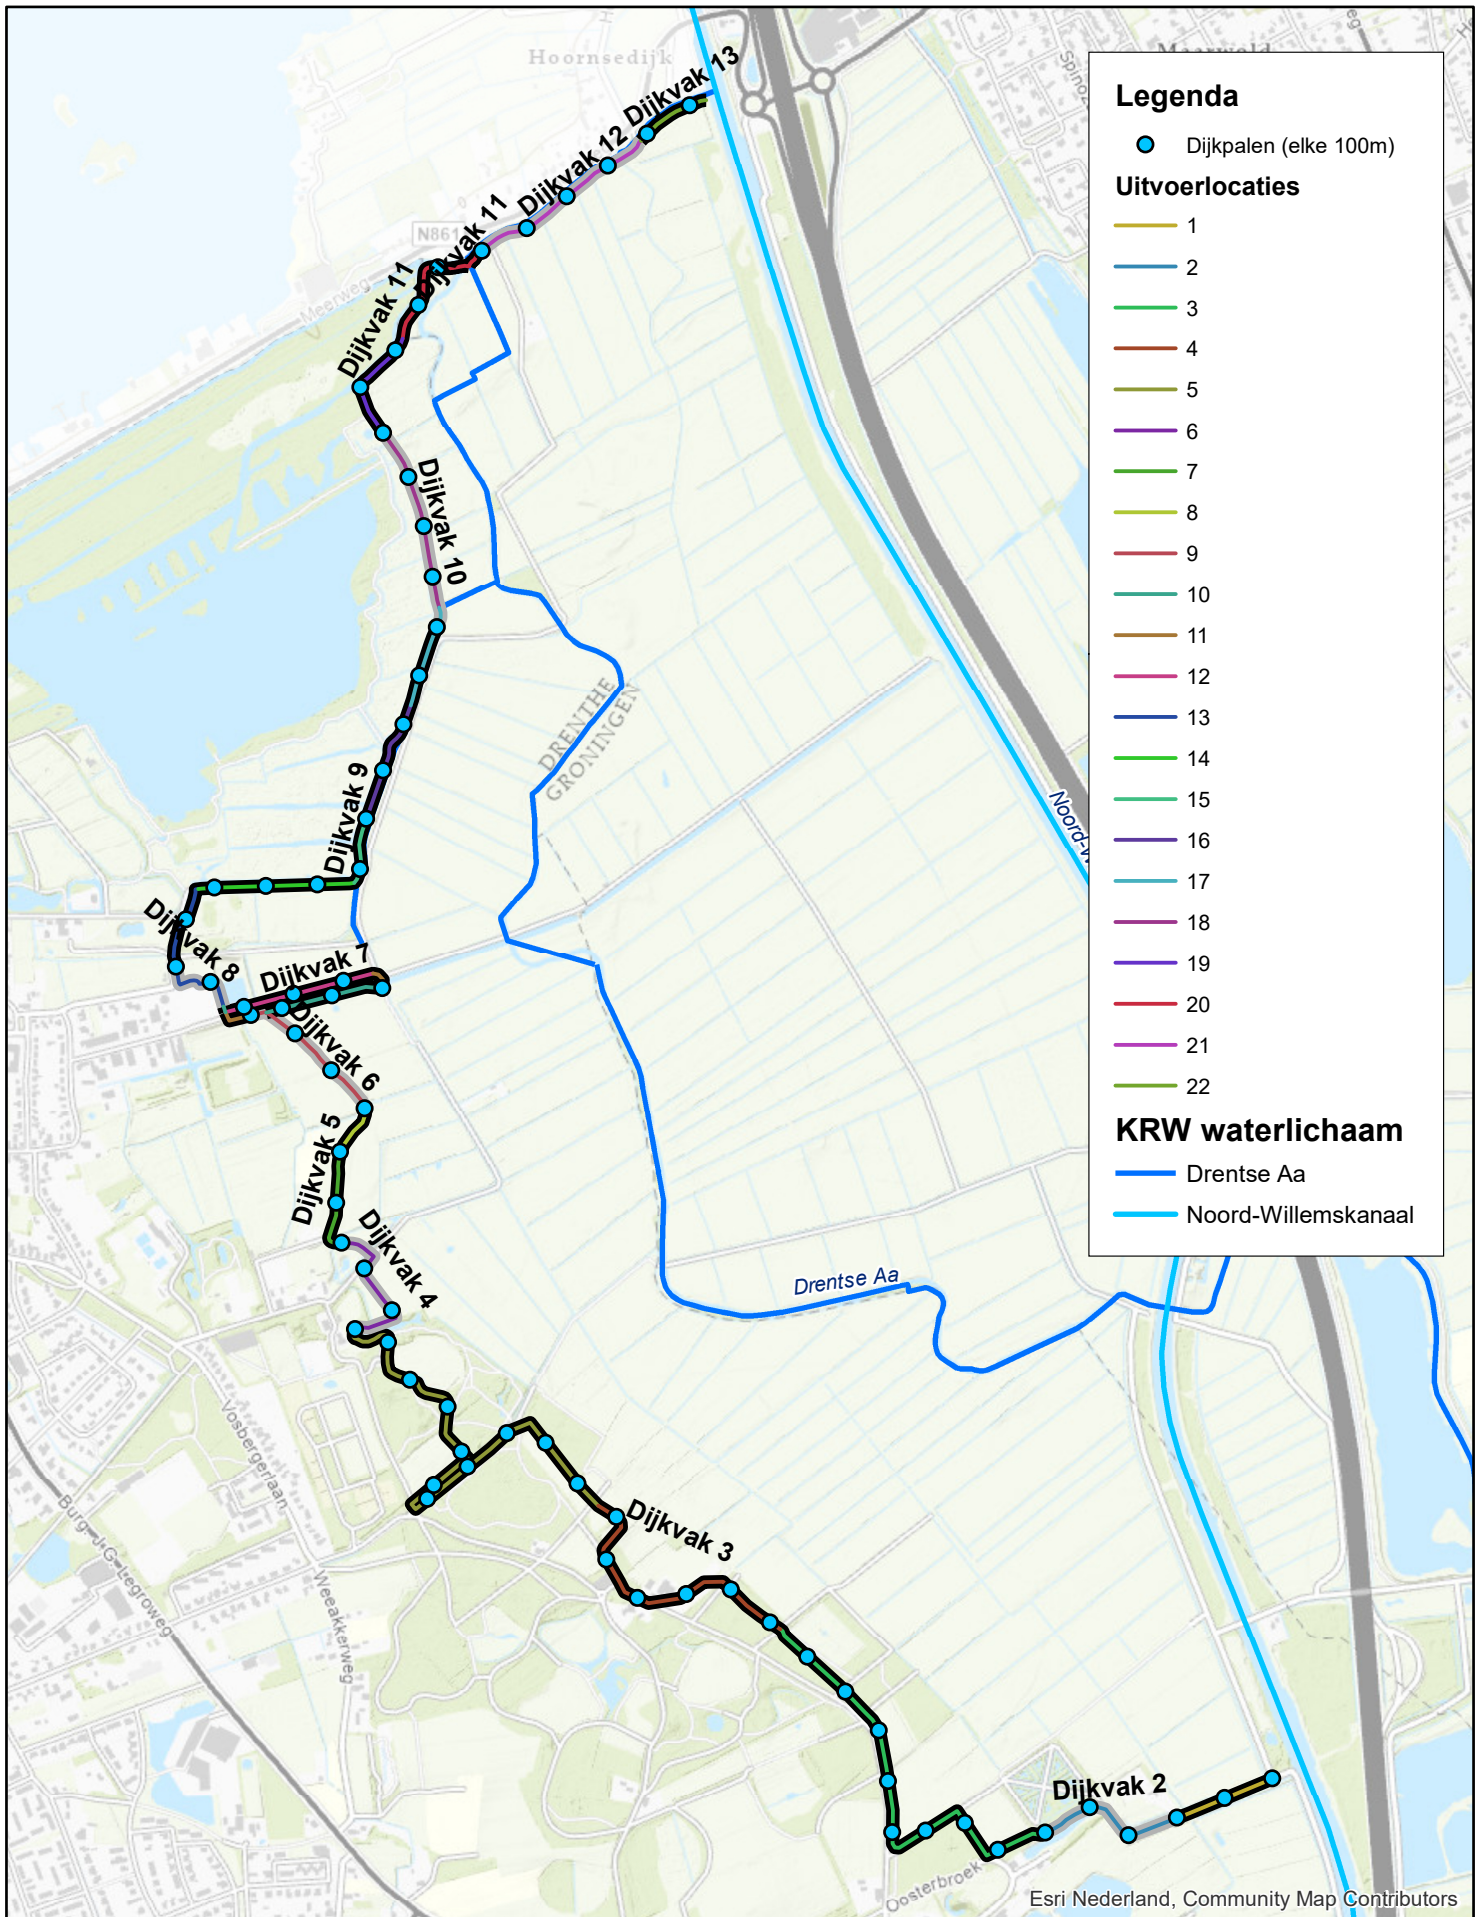 Hoornsedijk
Meerwold
Dijkvak 13
Dijkvak 12
N861
Dijkvak 11
Dijkvak 11
Meerweg
Dijkvak 10
DRENTHE
GRONINGEN
Noord-W
Dijkvak 9
Dijkvak 8
Dijkvak 7
Dijkvak 6
Dijkvak 5
Dijkvak 4
Drentse Aa
Vosbergerlaan
Dijkvak 3
Burg. J.G. Legroweg
Weeakkerweg
Dijkvak 2
Oosterbroek
Legenda
Dijkpalen (elke 100m)
Uitvoerlocaties
1
2
3
4
5
6
7
8
9
10
11
12
13
14
15
16
17
18
19
20
21
22
KRW waterlichaam
Drentse Aa
Noord-Willemskanaal
Esri Nederland, Community Map Contributors